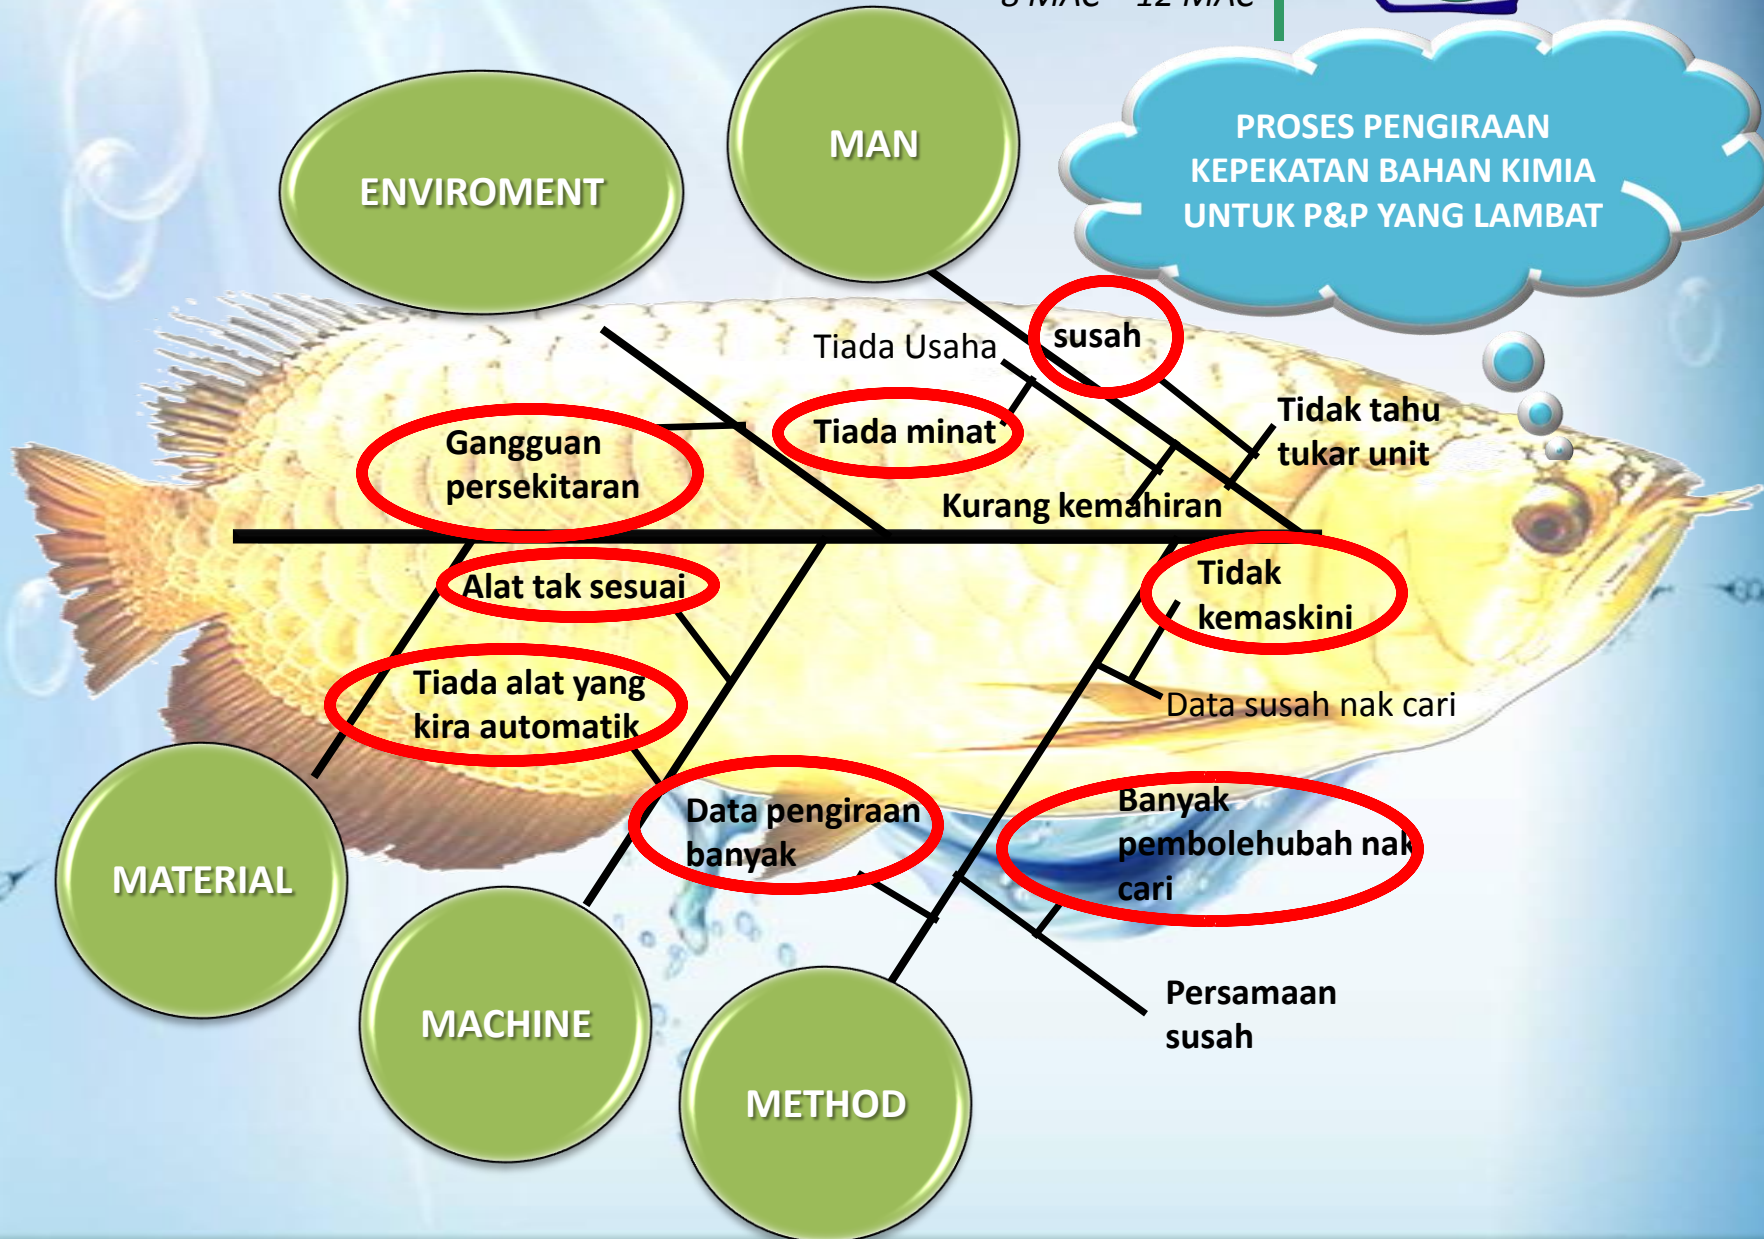 MAN
PROSES PENGIRAAN
KEPEKATAN BAHAN KIMIA
UNTUK P&P YANG LAMBAT
ENVIROMENT
Tiada Usaha
susah
Tiada minat
Tidak tahu
tukar unit
Gangguan
persekitaran
Kurang kemahiran
Alat tak sesuai
Tidak
kemaskini
Tiada alat yang
kira automatik
Data susah nak cari
Data pengiraan
banyak
Banyak
pembolehubah nak
cari
MATERIAL
MACHINE
Persamaan
susah
METHOD